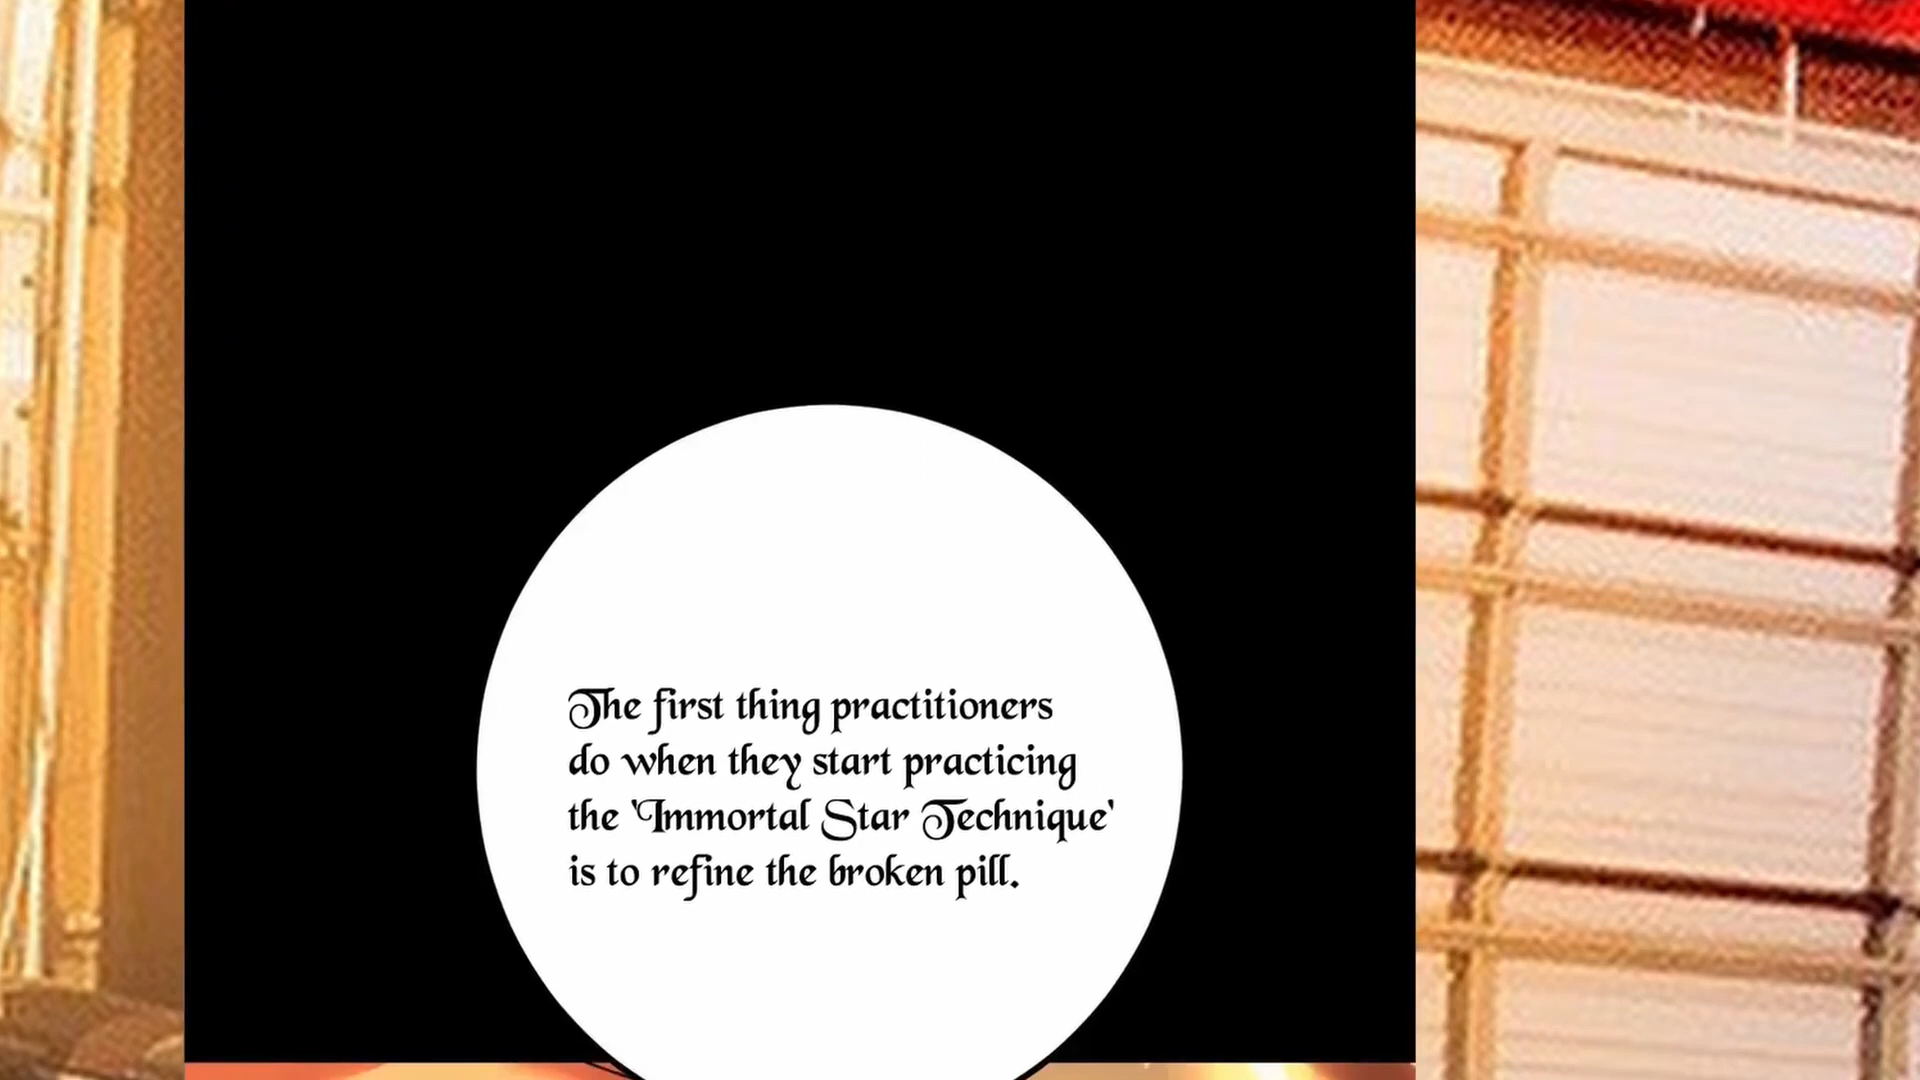 The first thing practitioners
do when they start practicing
the 'Immortal Star Technique'
is to refine the broken pill.